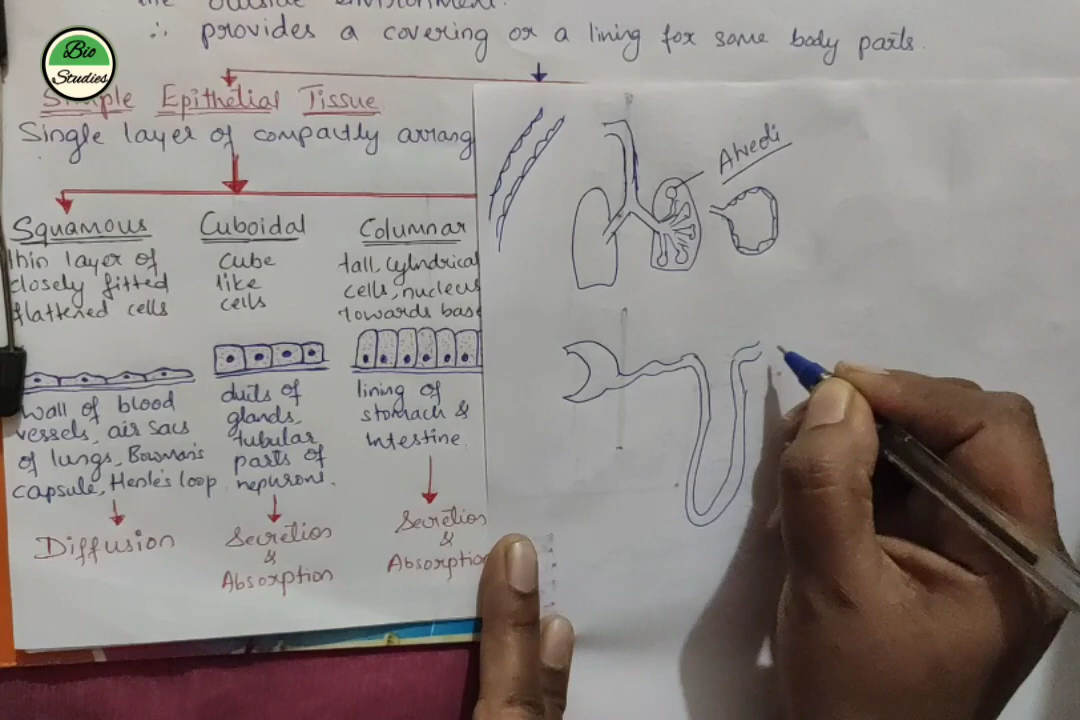 the outside environment.
∴ provides a covering or a lining for some body parts.
Bio
Studies
Simple Epithelial Tissue
Single layer of compactly arrang
Squamous
thin layer of
closely fitted
flattened cells
wall of blood
vessels, air sacs
of lungs, Bowman's
capsule, Henle's loop
Diffusion
Cuboidal
cube
like
cells
ducts of
glands,
tubular
parts of
nephrons.
Secretion
&
Absorption
Columnar
tall, cylindrical
cells, nucleus
towards base
lining of
stomach &
Intestine.
Secretion
&
Absorption
Alveoli